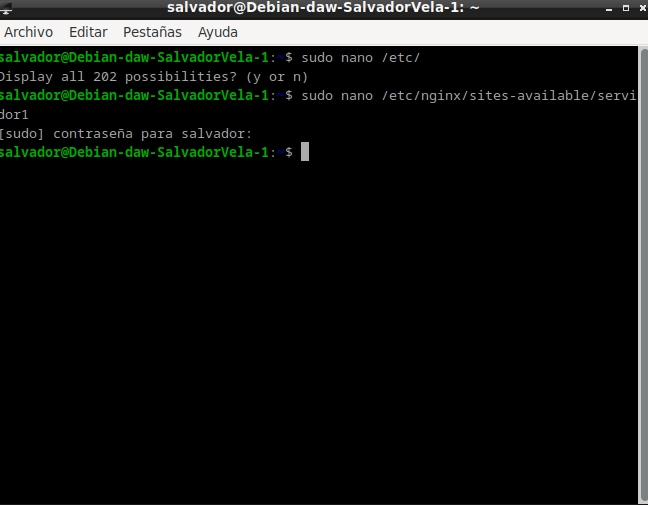 salvador@Debian-daw-SalvadorVela-1: ~
Archivo Editar Pestañas Ayuda
salvador@Debian-daw-SalvadorVela-1:~$ sudo nano /etc/
Display all 202 possibilities? (y or n)
salvador@Debian-daw-SalvadorVela-1:~$ sudo nano /etc/nginx/sites-available/servi
dor1
[sudo] contraseña para salvador:
salvador@Debian-daw-SalvadorVela-1:~$